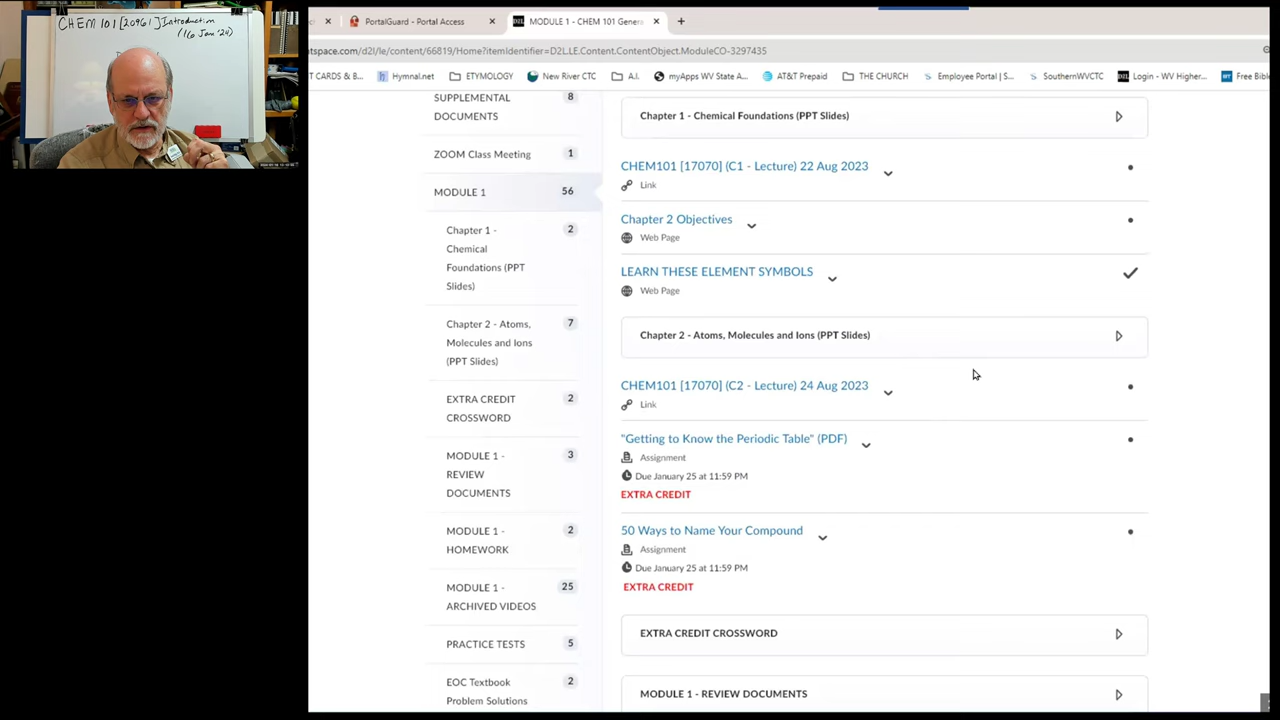 CHEM 101 [20961] Introduction
(16 Jan '24)
PortalGuard - Portal Access
MODULE 1 - CHEM 101 Genera
ntspace.com/d2l/le/content/66819/Home?itemIdentifier=D2L.LE.Content.ContentObject.ModuleCO-3297435
T CARDS & B...
Hymnal.net
ETYMOLOGY
New River CTC
A.I.
myApps WV State A...
AT&T Prepaid
THE CHURCH
Employee Portal | S...
SouthernWVCTC
D2L
Login - WV Higher...
Free Bible
SUPPLEMENTAL
DOCUMENTS
8
ZOOM Class Meeting
1
MODULE 1
56
Chapter 1 -
Chemical
Foundations (PPT
Slides)
2
Chapter 2 - Atoms,
Molecules and Ions
(PPT Slides)
7
EXTRA CREDIT
CROSSWORD
2
MODULE 1 -
REVIEW
DOCUMENTS
3
MODULE 1 -
HOMEWORK
2
MODULE 1 -
ARCHIVED VIDEOS
25
PRACTICE TESTS
5
EOC Textbook
Problem Solutions
2
Chapter 1 - Chemical Foundations (PPT Slides)
CHEM101 [17070] (C1 - Lecture) 22 Aug 2023
Link
Chapter 2 Objectives
Web Page
LEARN THESE ELEMENT SYMBOLS
Web Page
Chapter 2 - Atoms, Molecules and Ions (PPT Slides)
CHEM101 [17070] (C2 - Lecture) 24 Aug 2023
Link
"Getting to Know the Periodic Table" (PDF)
Assignment
Due January 25 at 11:59 PM
EXTRA CREDIT
50 Ways to Name Your Compound
Assignment
Due January 25 at 11:59 PM
EXTRA CREDIT
EXTRA CREDIT CROSSWORD
MODULE 1 - REVIEW DOCUMENTS